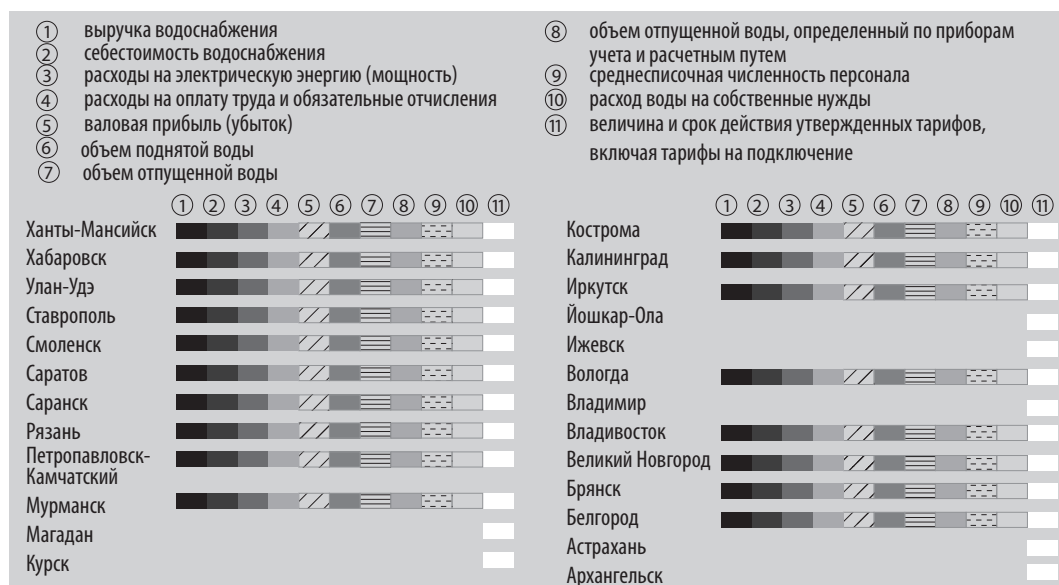 ① выручка водоснабжения
② себестоимость водоснабжения
③ расходы на электрическую энергию (мощность)
④ расходы на оплату труда и обязательные отчисления
⑤ валовая прибыль (убыток)
⑥ объем поднятой воды
⑦ объем отпущенной воды
⑧ объем отпущенной воды, определенный по приборам
учета и расчетным путем
⑨ среднесписочная численность персонала
⑩ расход воды на собственные нужды
⑪ величина и срок действия утвержденных тарифов,
включая тарифы на подключение
① ② ③ ④ ⑤ ⑥ ⑦ ⑧ ⑨ ⑩ ⑪
Ханты-Мансийск
Хабаровск
Улан-Удэ
Ставрополь
Смоленск
Саратов
Саранск
Рязань
Петропавловск-
Камчатский
Мурманск
Магадан
Курск
① ② ③ ④ ⑤ ⑥ ⑦ ⑧ ⑨ ⑩ ⑪
Кострома
Калининград
Иркутск
Йошкар-Ола
Ижевск
Вологда
Владимир
Владивосток
Великий Новгород
Брянск
Белгород
Астрахань
Архангельск